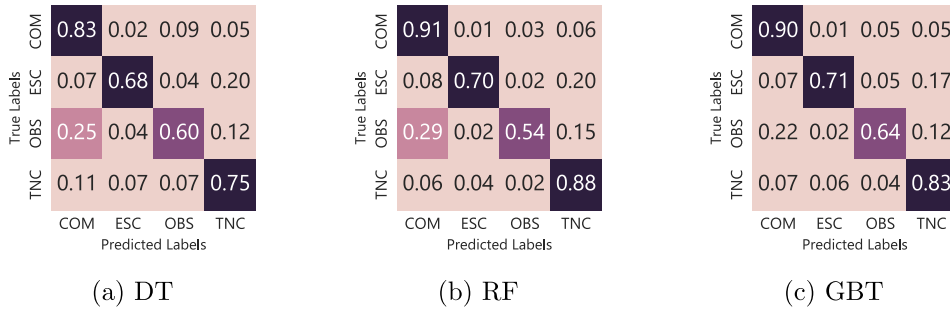 True Labels
COM 0.83 0.02 0.09 0.05
ESC 0.07 0.68 0.04 0.20
OBS 0.25 0.04 0.60 0.12
TNC 0.11 0.07 0.07 0.75
COM ESC OBS TNC
Predicted Labels
(a) DT
True Labels
COM 0.91 0.01 0.03 0.06
ESC 0.08 0.70 0.02 0.20
OBS 0.29 0.02 0.54 0.15
TNC 0.06 0.04 0.02 0.88
COM ESC OBS TNC
Predicted Labels
(b) RF
True Labels
COM 0.90 0.01 0.05 0.05
ESC 0.07 0.71 0.05 0.17
OBS 0.22 0.02 0.64 0.12
TNC 0.07 0.06 0.04 0.83
COM ESC OBS TNC
Predicted Labels
(c) GBT